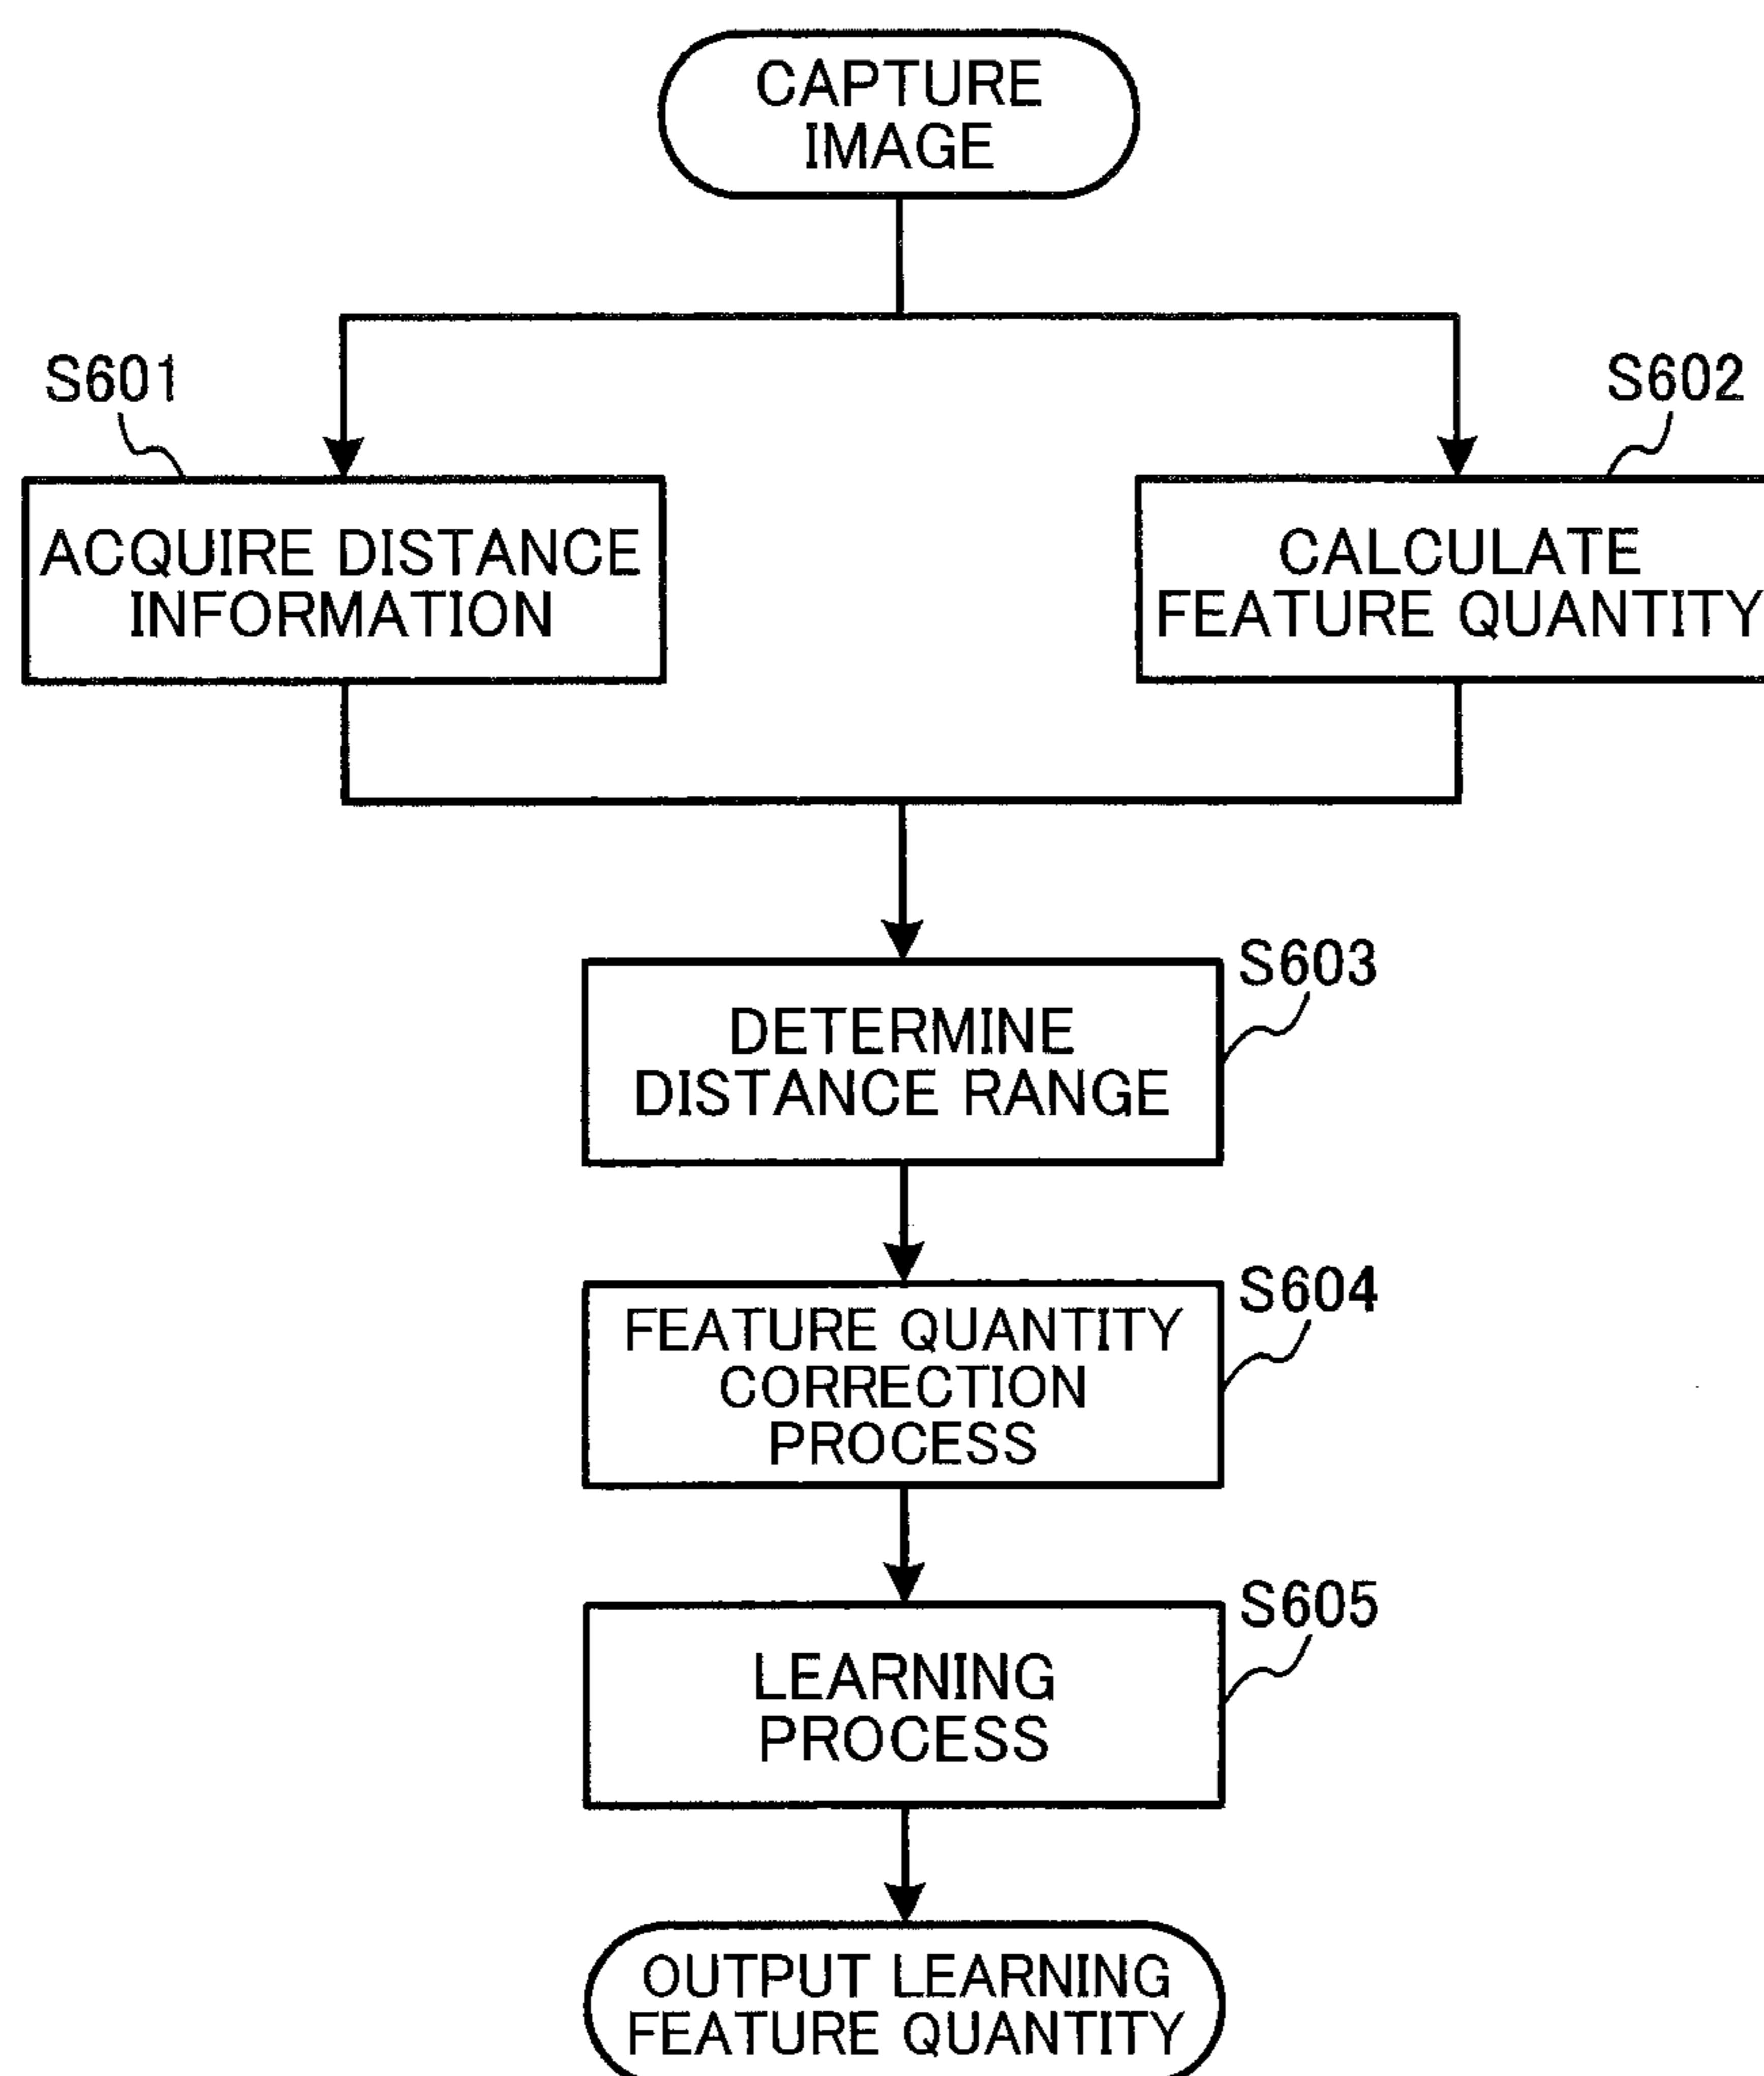 CAPTURE
IMAGE
S601
S602
ACQUIRE DISTANCE
INFORMATION
CALCULATE
FEATURE QUANTITY
S603
DETERMINE
DISTANCE RANGE
S604
FEATURE QUANTITY
CORRECTION
PROCESS
S605
LEARNING
PROCESS
OUTPUT LEARNING
FEATURE QUANTITY